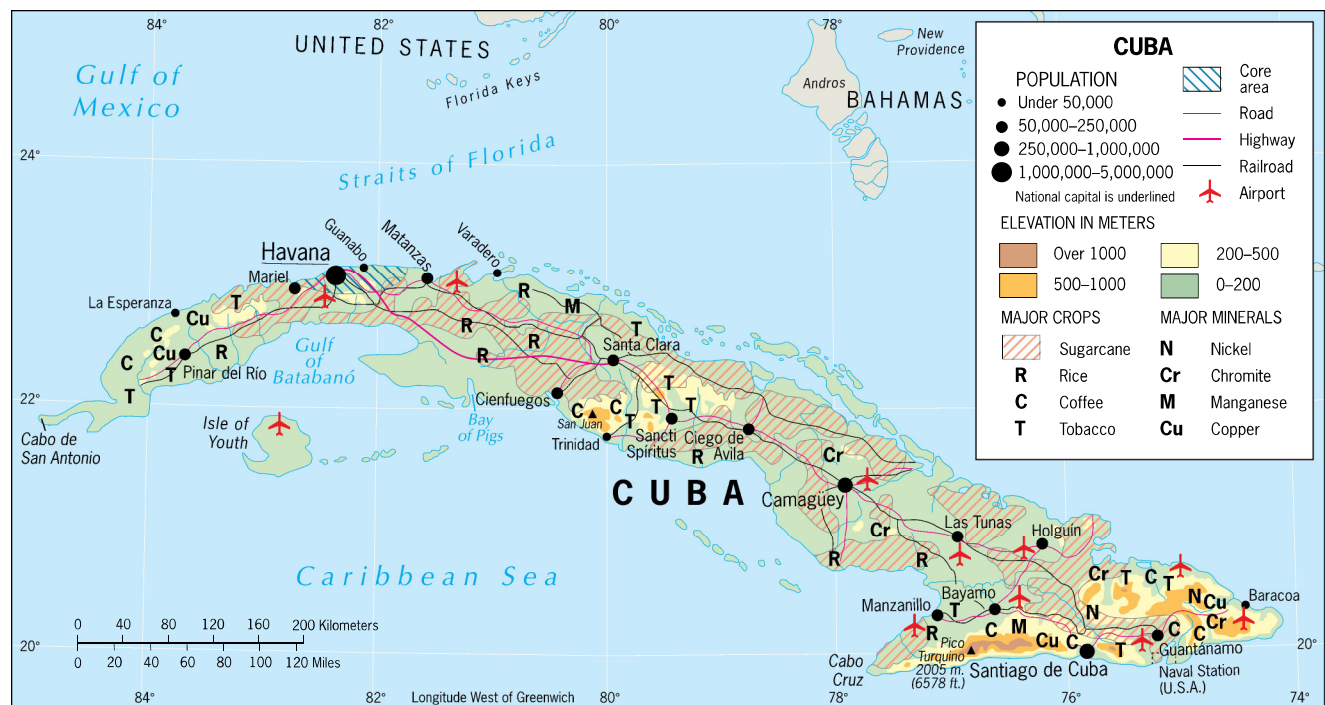 84°
82°
80°
78°
UNITED STATES
Gulf of
Mexico
Florida Keys
New
Providence
Andros
BAHAMAS
Straits of Florida
24°
CUBA
POPULATION
Under 50,000
50,000–250,000
250,000–1,000,000
1,000,000–5,000,000
National capital is underlined
Core
area
Road
Highway
Railroad
Airport
ELEVATION IN METERS
Over 1000
500–1000
200–500
0–200
MAJOR CROPS
Sugarcane
R Rice
C Coffee
T Tobacco
MAJOR MINERALS
N Nickel
Cr Chromite
M Manganese
Cu Copper
Havana
Guanabo
Matanzas
Varadero
Mariel
La Esperanza
T
Cu
C
C
Cu
R
T
T
Pinar del Río
Gulf
of
Batabanó
R
M
R
R
R
T
Santa Clara
22°
Cabo de
San Antonio
Isle of
Youth
Cienfuegos
Bay
of Pigs
C
San Juan
C
T
T
T
T
Trinidad
Sancti
Spíritus
R
Ciego de
Avila
CUBA
Cr
Camagüey
Cr
R
R
Las Tunas
Holguín
Caribbean Sea
Cr
T
C
T
N
Cu
Baracoa
N
Cr
C
C
Manzanillo
T
Bayamo
R
C
M
Cu
C
T
Guantánamo
Naval Station
(U.S.A.)
Pico
Turquino
2005 m.
(6578 ft.)
Santiago de Cuba
Cabo
Cruz
0 40 80 120 160 200 Kilometers
0 20 40 60 80 100 120 Miles
20°
20°
84°
82°
Longitude West of Greenwich
80°
78°
76°
74°